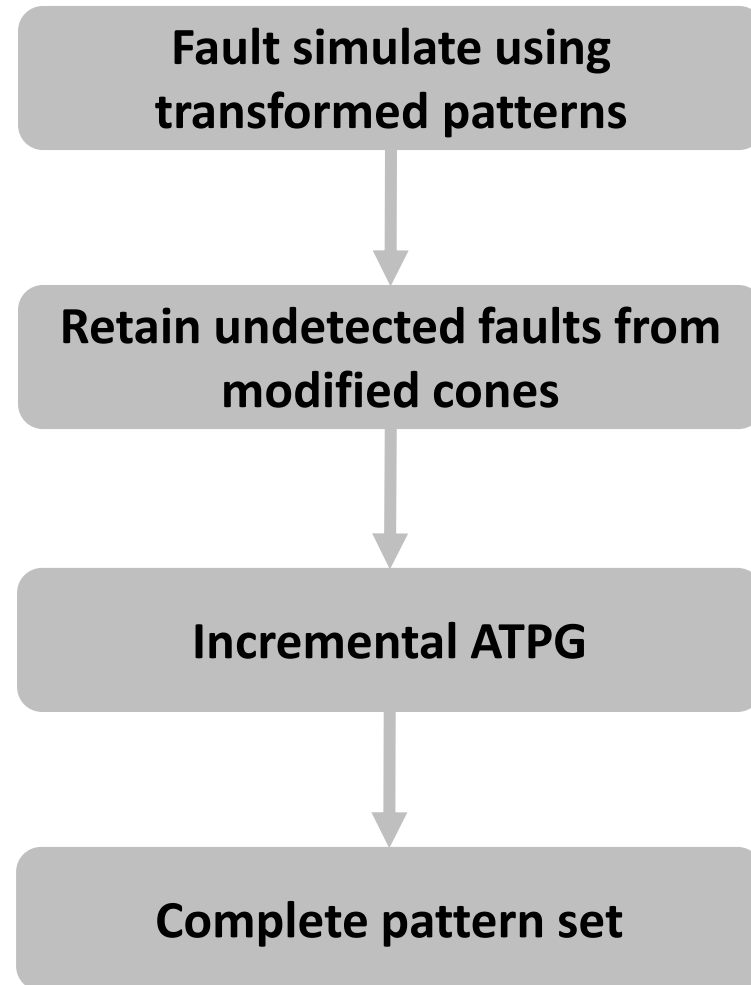 Fault simulate using
transformed patterns
Retain undetected faults from
modified cones
Incremental ATPG
Complete pattern set